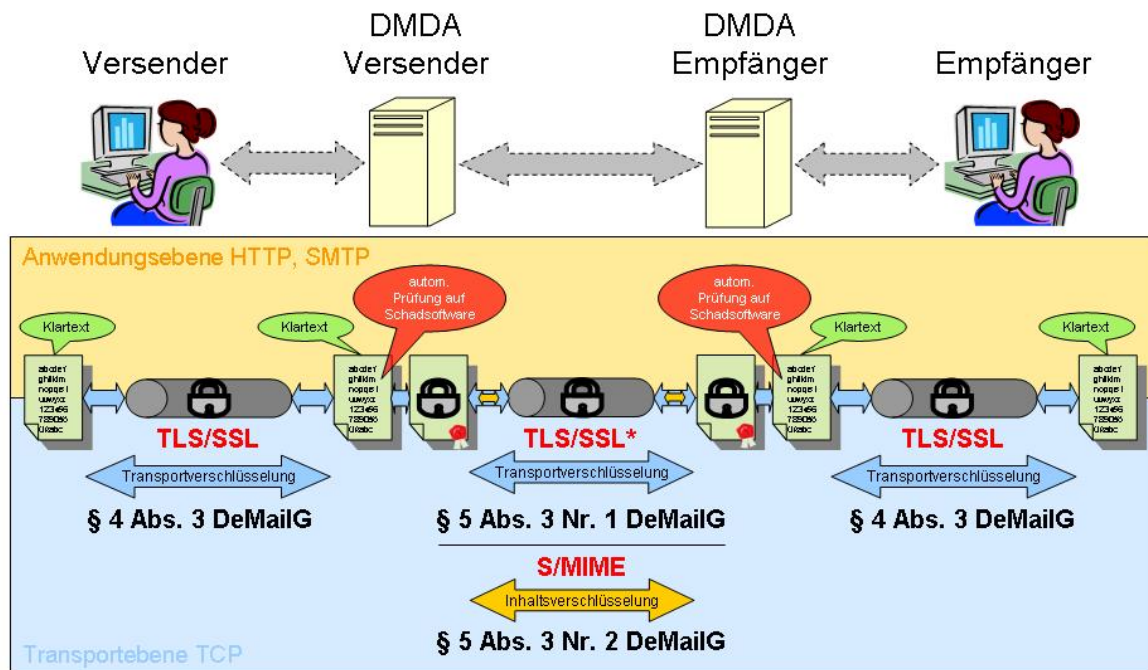 Versender
DMDA
Versender
DMDA
Empfänger
Empfänger
Anwendungsebene HTTP, SMTP
Klartext
Klartext
autom.
Prüfung auf
Schadsoftware
autom.
Prüfung auf
Schadsoftware
Klartext
Klartext
TLS/SSL
TLS/SSL*
TLS/SSL
Transportverschlüsselung
Transportverschlüsselung
Transportverschlüsselung
§ 4 Abs. 3 DeMailG
§ 5 Abs. 3 Nr. 1 DeMailG
§ 4 Abs. 3 DeMailG
S/MIME
Inhaltsverschlüsselung
§ 5 Abs. 3 Nr. 2 DeMailG
Transportebene TCP